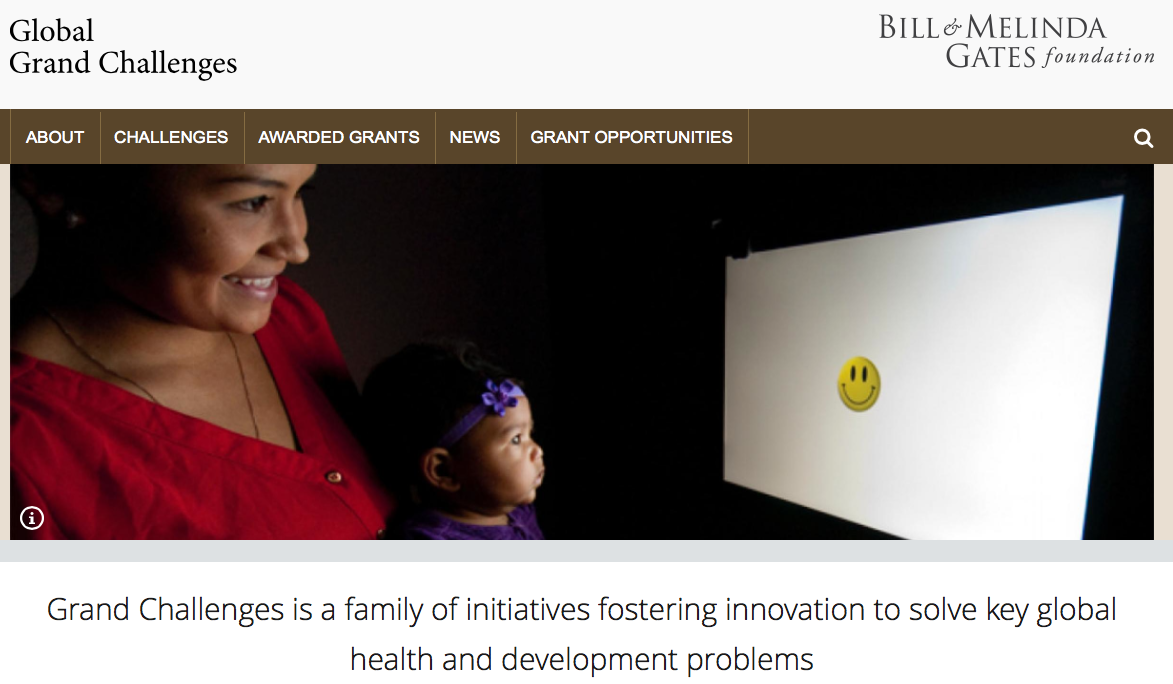 Global
Grand Challenges
BILL & MELINDA
GATES foundation
ABOUT
CHALLENGES
AWARDED GRANTS
NEWS
GRANT OPPORTUNITIES
Grand Challenges is a family of initiatives fostering innovation to solve key global
health and development problems